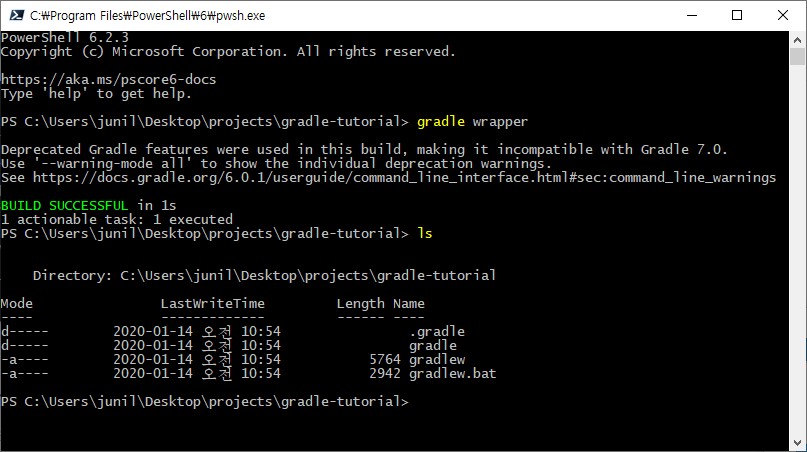 C:₩Program Files₩PowerShell₩6₩pwsh.exe
PowerShell 6.2.3
Copyright (c) Microsoft Corporation. All rights reserved.
https://aka.ms/pscore6-docs
Type 'help' to get help.
PS C:\Users\junil\Desktop\projects\gradle-tutorial> gradle wrapper
Deprecated Gradle features were used in this build, making it incompatible with Gradle 7.0.
Use '--warning-mode all' to show the individual deprecation warnings.
See https://docs.gradle.org/6.0.1/userguide/command_line_interface.html#sec:command_line_warnings
BUILD SUCCESSFUL in 1s
1 actionable task: 1 executed
PS C:\Users\junil\Desktop\projects\gradle-tutorial> ls
Directory: C:\Users\junil\Desktop\projects\gradle-tutorial
Mode                LastWriteTime         Length Name
----                -------------         ------ ----
d-----       2020-01-14 오전 10:54                .gradle
d-----       2020-01-14 오전 10:54                gradle
-a----       2020-01-14 오전 10:54           5764 gradlew
-a----       2020-01-14 오전 10:54           2942 gradlew.bat
PS C:\Users\junil\Desktop\projects\gradle-tutorial>